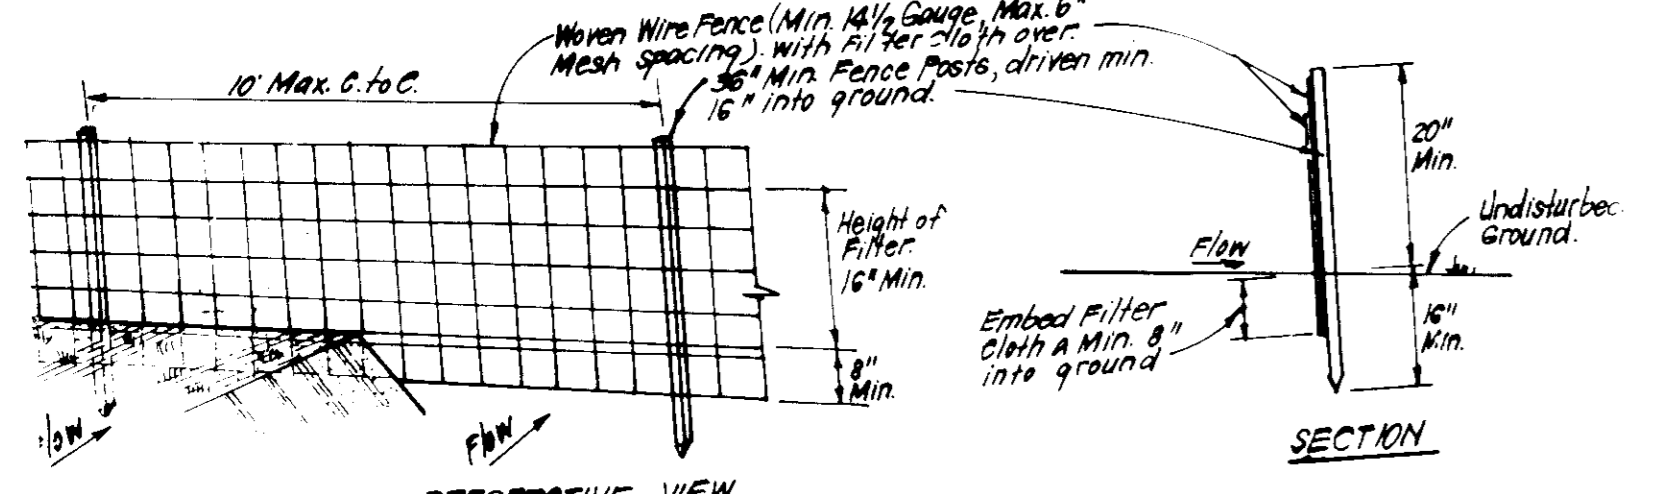 Woven Wire Fence (Min. 14½ Gauge, Max. 6"
Mesh spacing) with Filter cloth over.
36" Min. Fence Posts, driven min.
16" into ground.
10' Max. C. to C.
Height of
Filter.
16" Min.
8"
Min.
Flow
Flow
PERSPECTIVE VIEW
20"
Min.
Undisturbed
Ground.
Flow
Embed Filter
Cloth A Min. 8"
into ground
16"
Min.
SECTION